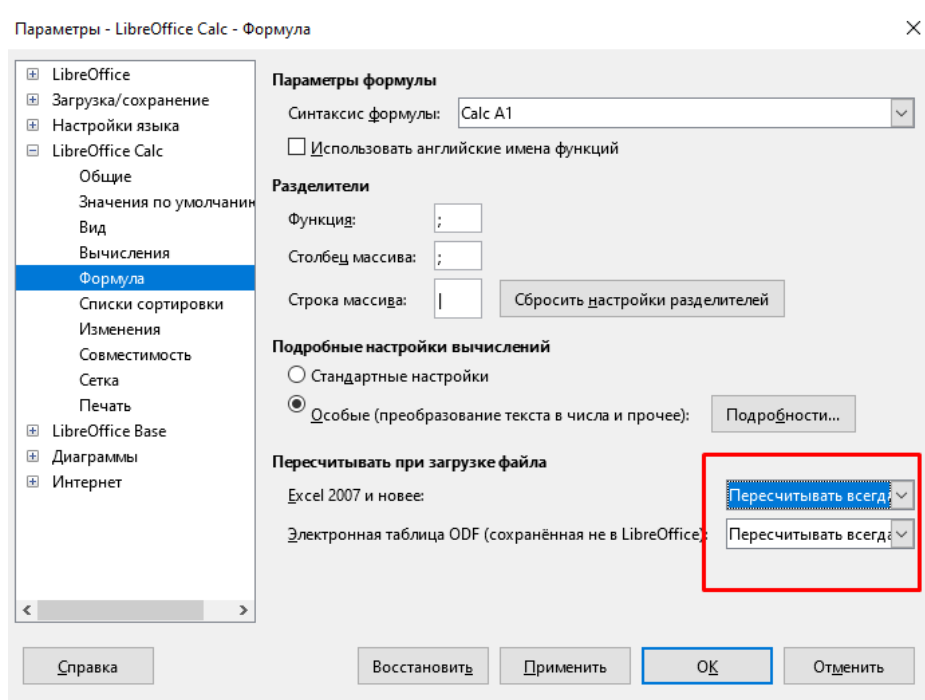 Параметры - LibreOffice Calc - Формула
LibreOffice
Загрузка/сохранение
Настройки языка
LibreOffice Calc
Общие
Значения по умолчани
Вид
Вычисления
Формула
Списки сортировки
Изменения
Совместимость
Сетка
Печать
LibreOffice Base
Диаграммы
Интернет
Параметры формулы
Синтаксис формулы: Calc A1
Использовать английские имена функций
Разделители
Функция: ;
Столбец массива: ;
Строка массива: | Сбросить настройки разделителей
Подробные настройки вычислений
Стандартные настройки
Особые (преобразование текста в числа и прочее): Подробности...
Пересчитывать при загрузке файла
Excel 2007 и новее: Пересчитывать всегда
Электронная таблица ODF (сохранённая не в LibreOffice): Пересчитывать всегда
Справка Восстановить Применить ОК Отменить